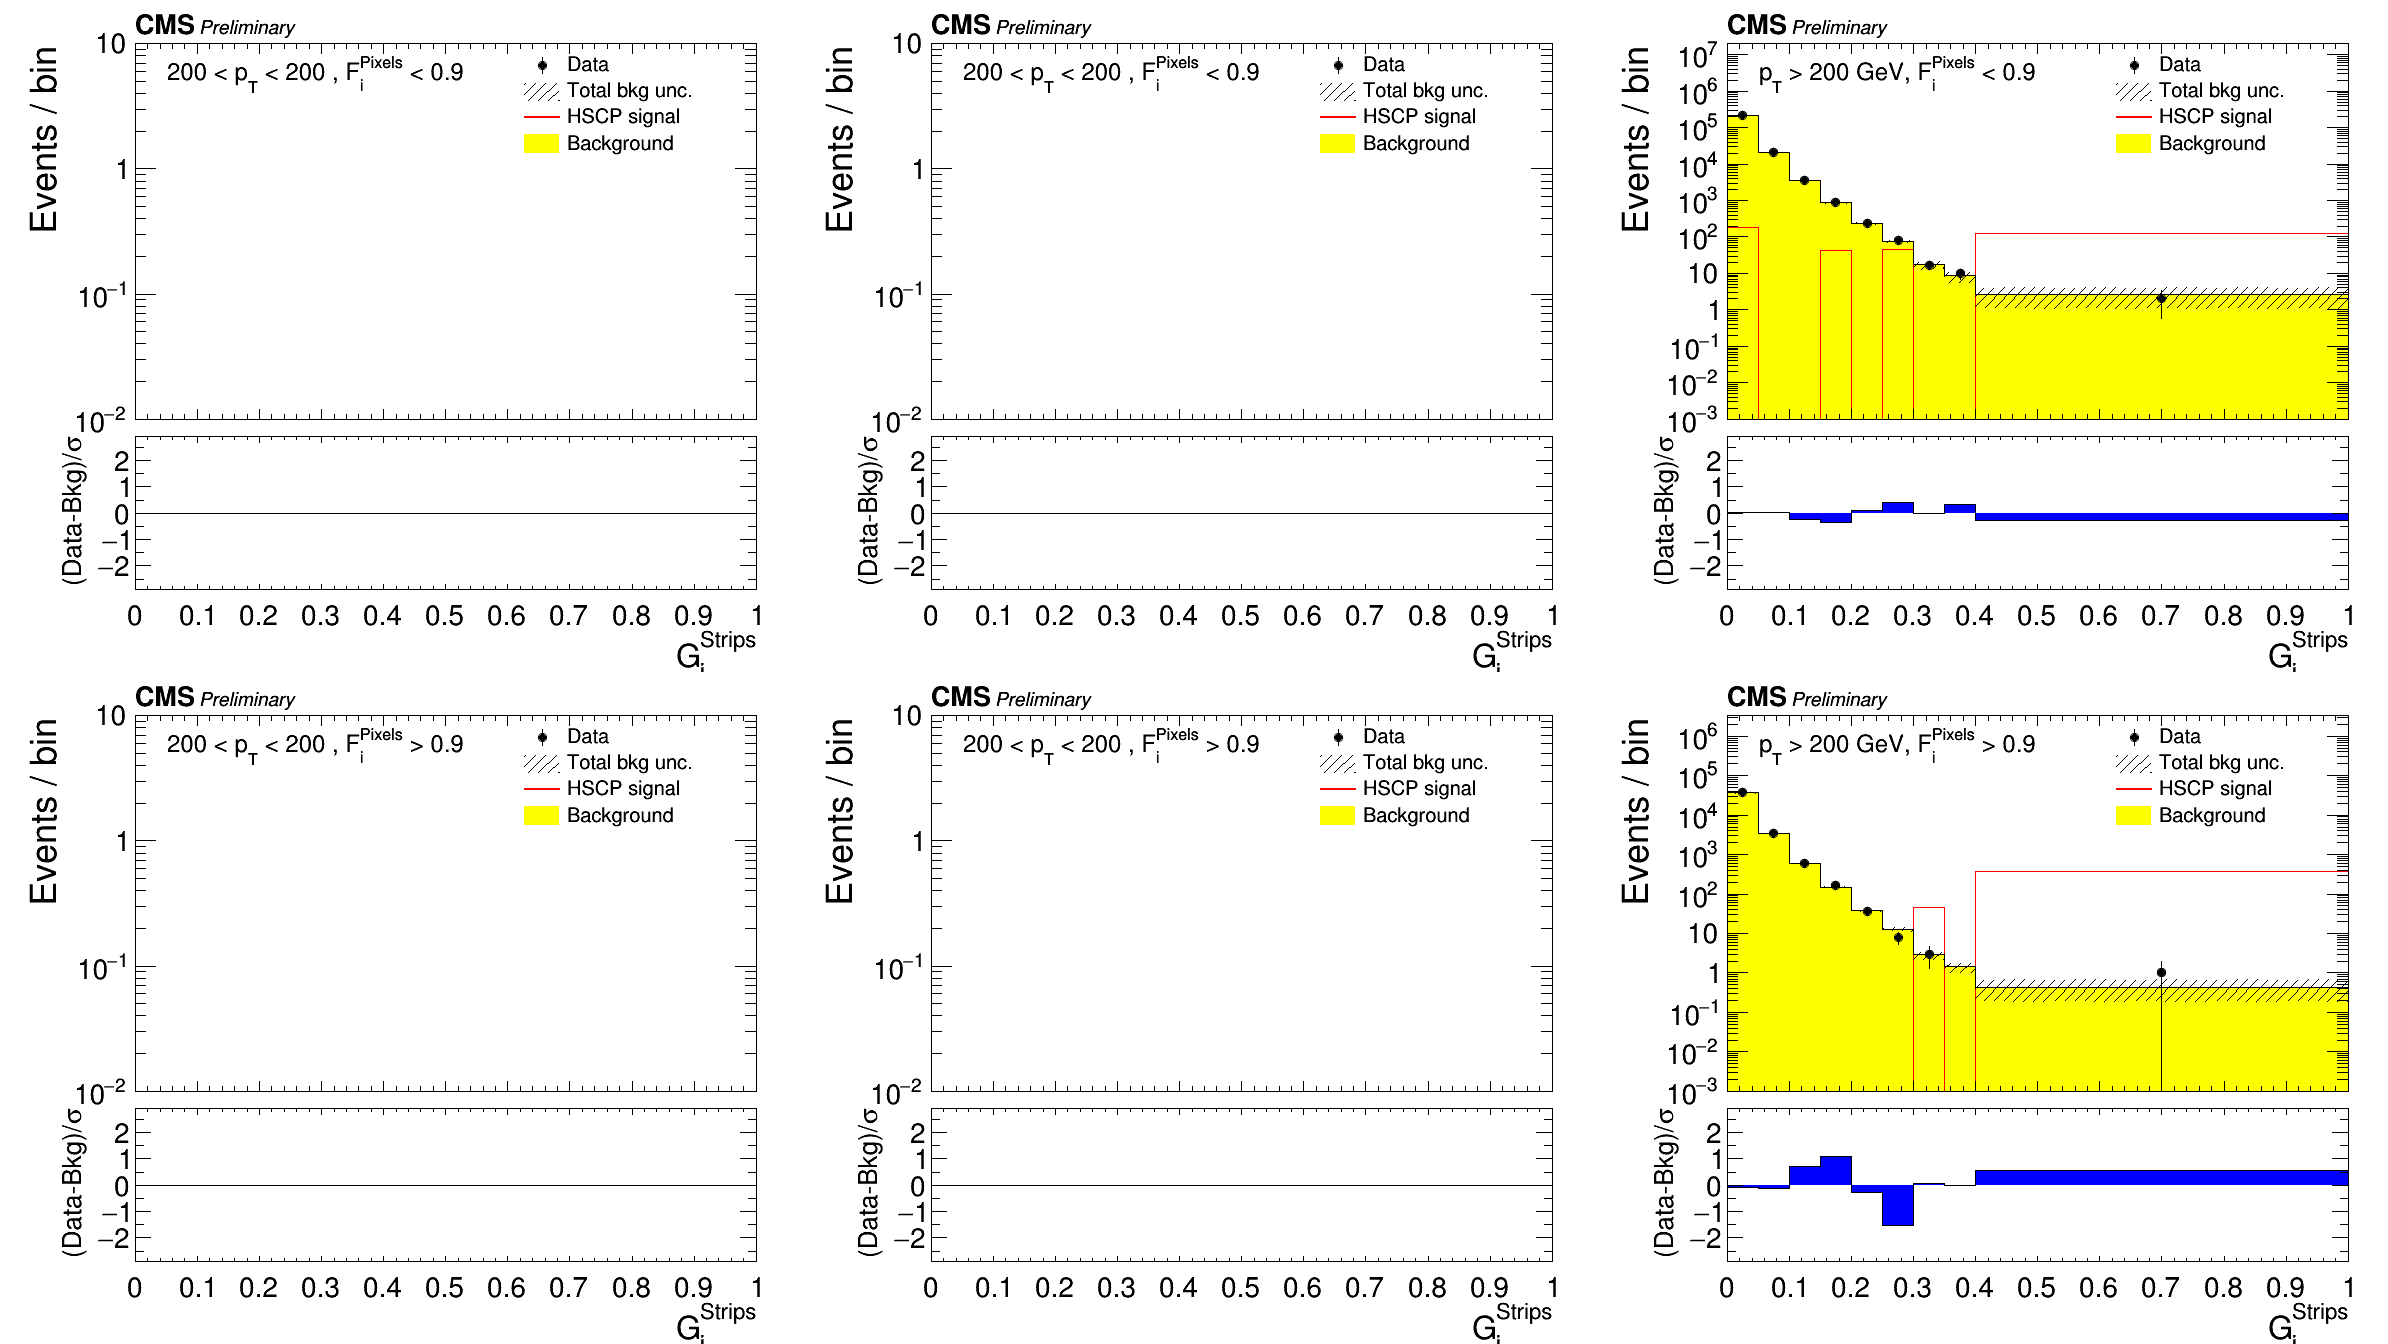 CMS Preliminary
Events / bin
200 < p_T < 200 , F_i^Pixels < 0.9
Data
Total bkg unc.
HSCP signal
Background
10
1
10^−1
10^−2
(Data-Bkg)/σ
2
1
0
−1
−2
0 0.1 0.2 0.3 0.4 0.5 0.6 0.7 0.8 0.9 1
G_i^Strips
CMS Preliminary
Events / bin
200 < p_T < 200 , F_i^Pixels < 0.9
Data
Total bkg unc.
HSCP signal
Background
10
1
10^−1
10^−2
(Data-Bkg)/σ
2
1
0
−1
−2
0 0.1 0.2 0.3 0.4 0.5 0.6 0.7 0.8 0.9 1
G_i^Strips
CMS Preliminary
Events / bin
p_T > 200 GeV, F_i^Pixels < 0.9
Data
Total bkg unc.
HSCP signal
Background
10^7
10^6
10^5
10^4
10^3
10^2
10
1
10^−1
10^−2
10^−3
(Data-Bkg)/σ
2
1
0
−1
−2
0 0.1 0.2 0.3 0.4 0.5 0.6 0.7 0.8 0.9 1
G_i^Strips
CMS Preliminary
Events / bin
200 < p_T < 200 , F_i^Pixels > 0.9
Data
Total bkg unc.
HSCP signal
Background
10
1
10^−1
10^−2
(Data-Bkg)/σ
2
1
0
−1
−2
0 0.1 0.2 0.3 0.4 0.5 0.6 0.7 0.8 0.9 1
G_i^Strips
CMS Preliminary
Events / bin
200 < p_T < 200 , F_i^Pixels > 0.9
Data
Total bkg unc.
HSCP signal
Background
10
1
10^−1
10^−2
(Data-Bkg)/σ
2
1
0
−1
−2
0 0.1 0.2 0.3 0.4 0.5 0.6 0.7 0.8 0.9 1
G_i^Strips
CMS Preliminary
Events / bin
p_T > 200 GeV, F_i^Pixels > 0.9
Data
Total bkg unc.
HSCP signal
Background
10^6
10^5
10^4
10^3
10^2
10
1
10^−1
10^−2
10^−3
(Data-Bkg)/σ
2
1
0
−1
−2
0 0.1 0.2 0.3 0.4 0.5 0.6 0.7 0.8 0.9 1
G_i^Strips